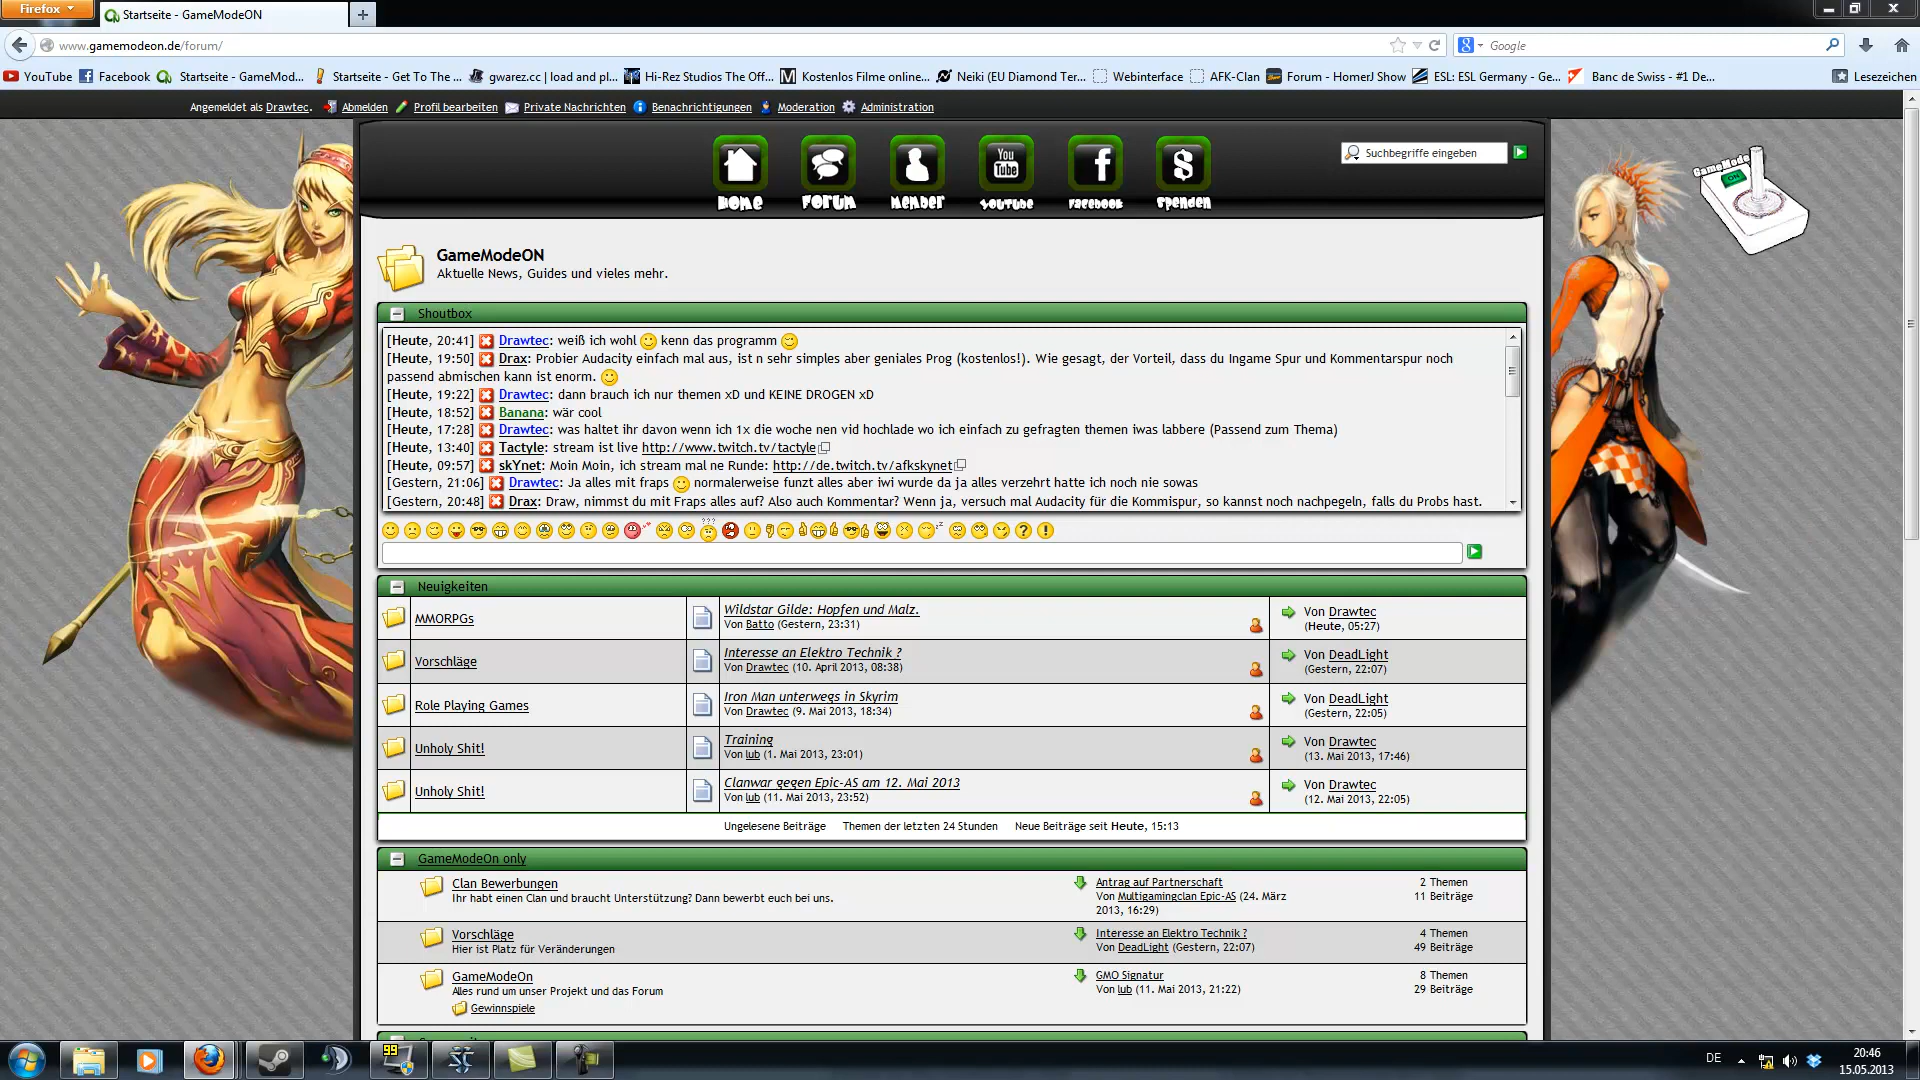 Firefox
Startseite - GameModeON
www.gamemodeon.de/forum/
Google
YouTube
Facebook
Startseite - GameMod...
Startseite - Get To The ...
gwarez.cc | load and pl...
Hi-Rez Studios The Off...
Kostenlos Filme online...
Neiki (EU Diamond Ter...
Webinterface
AFK-Clan
Forum - HomerJ Show
ESL: ESL Germany - Ge...
Banc de Swiss - #1 De...
Lesezeichen
Angemeldet als Drawtec.
Abmelden
Profil bearbeiten
Private Nachrichten
Benachrichtigungen
Moderation
Administration
HOME
FORUM
MEMBER
You Tube
YOUTUBE
FACEBOOK
Spenden
Suchbegriffe eingeben
Game Mode
ON
GameModeON
Aktuelle News, Guides und vieles mehr.
Shoutbox
[Heute, 20:41] Drawtec: weiß ich wohl kenn das programm
[Heute, 19:50] Drax: Probier Audacity einfach mal aus, ist n sehr simples aber geniales Prog (kostenlos!). Wie gesagt, der Vorteil, dass du Ingame Spur und Kommentarspur noch
passend abmischen kann ist enorm.
[Heute, 19:22] Drawtec: dann brauch ich nur themen xD und KEINE DROGEN xD
[Heute, 18:52] Banana: wär cool
[Heute, 17:28] Drawtec: was haltet ihr davon wenn ich 1x die woche nen vid hochlade wo ich einfach zu gefragten themen iwas labbere (Passend zum Thema)
[Heute, 13:40] Tactyle: stream ist live http://www.twitch.tv/tactyle
[Heute, 09:57] skYnet: Moin Moin, ich stream mal ne Runde: http://de.twitch.tv/afkskynet
[Gestern, 21:06] Drawtec: Ja alles mit fraps normalerweise funzt alles aber iwi wurde da ja alles verzehrt hatte ich noch nie sowas
[Gestern, 20:48] Drax: Draw, nimmst du mit Fraps alles auf? Also auch Kommentar? Wenn ja, versuch mal Audacity für die Kommispur, so kannst noch nachpegeln, falls du Probs hast.
Neuigkeiten
MMORPGs
Wildstar Gilde: Hopfen und Malz.
Von Batto (Gestern, 23:31)
Von Drawtec
(Heute, 05:27)
Vorschläge
Interesse an Elektro Technik ?
Von Drawtec (10. April 2013, 08:38)
Von DeadLight
(Gestern, 22:07)
Role Playing Games
Iron Man unterwegs in Skyrim
Von Drawtec (9. Mai 2013, 18:34)
Von DeadLight
(Gestern, 22:05)
Unholy Shit!
Training
Von lub (1. Mai 2013, 23:01)
Von Drawtec
(13. Mai 2013, 17:46)
Unholy Shit!
Clanwar gegen Epic-AS am 12. Mai 2013
Von lub (11. Mai 2013, 23:52)
Von Drawtec
(12. Mai 2013, 22:05)
Ungelesene Beiträge
Themen der letzten 24 Stunden
Neue Beiträge seit Heute, 15:13
GameModeOn only
Clan Bewerbungen
Ihr habt einen Clan und braucht Unterstützung? Dann bewerbt euch bei uns.
Antrag auf Partnerschaft
Von Multigamingclan Epic-AS (24. März
2013, 16:29)
2 Themen
11 Beiträge
Vorschläge
Hier ist Platz für Veränderungen
Interesse an Elektro Technik ?
Von DeadLight (Gestern, 22:07)
4 Themen
49 Beiträge
GameModeOn
Alles rund um unser Projekt und das Forum
Gewinnspiele
GMO Signatur
Von lub (11. Mai 2013, 21:22)
8 Themen
29 Beiträge
99
DE
20:46
15.05.2013